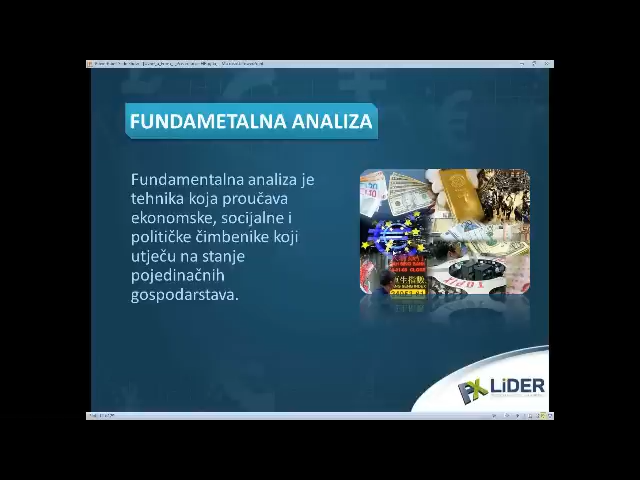 FUNDAMETALNA ANALIZA
Fundamentalna analiza je
tehnika koja proučava
ekonomske, socijalne i
političke čimbenike koji
utječu na stanje
pojedinačnih
gospodarstava.
FX LiDER